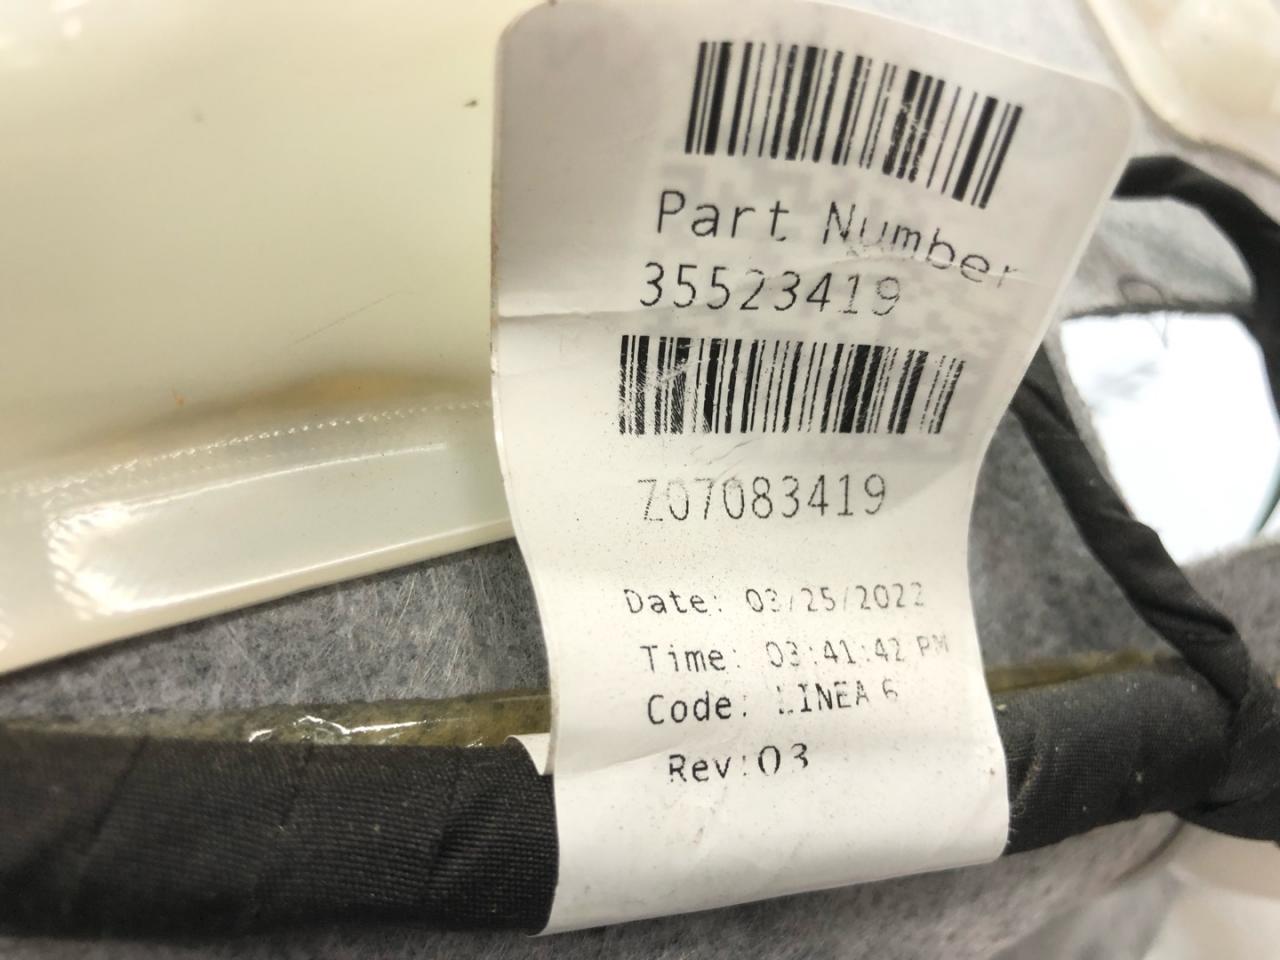 Part Number
35523419
Z07083419
Date: 03/25/2022
Time: 03:41:42 PM
Code: LINEA 6
Rev:03